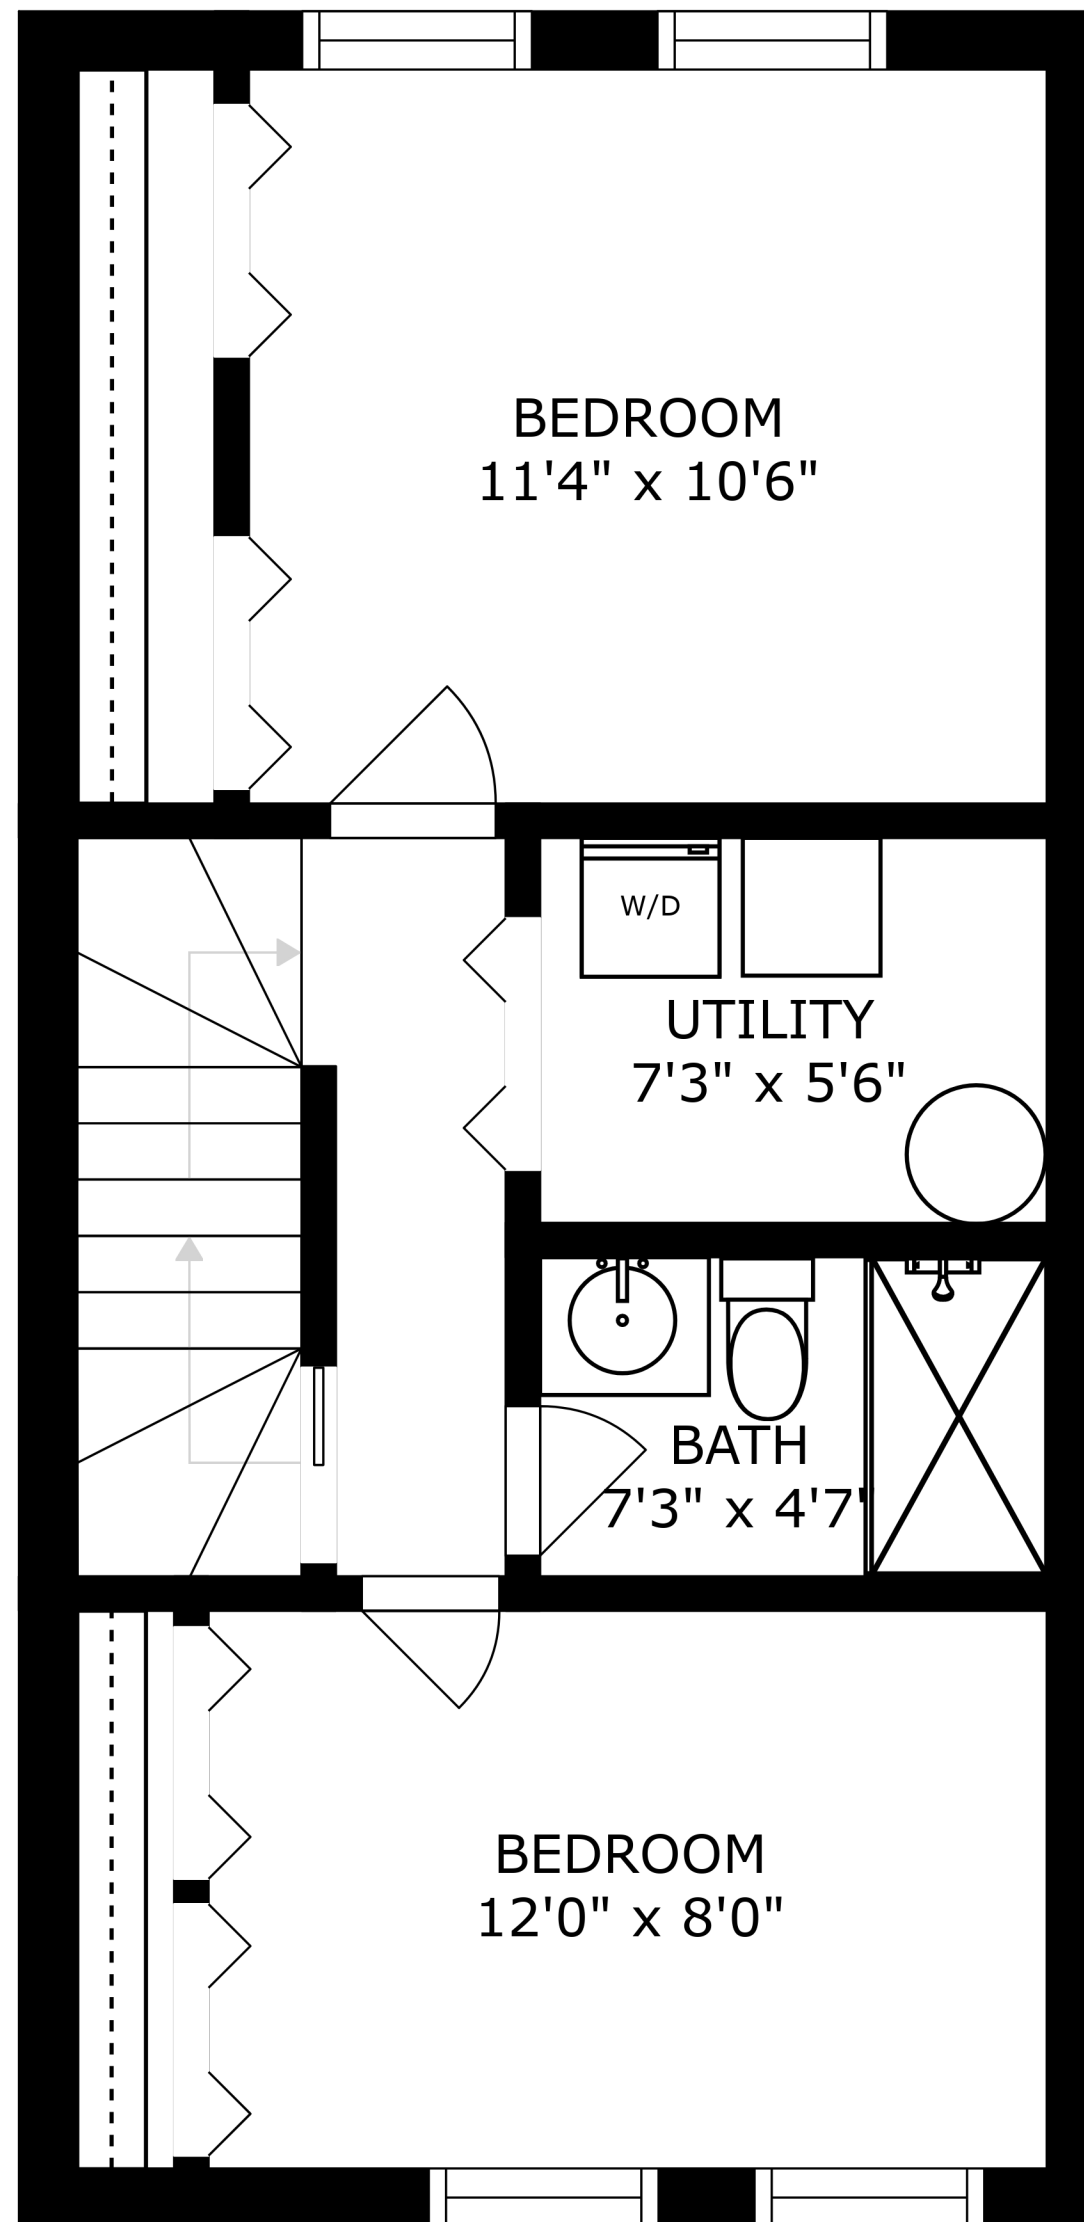 BEDROOM
11'4" x 10'6"
W/D
UTILITY
7'3" x 5'6"
BATH
7'3" x 4'7"
BEDROOM
12'0" x 8'0"